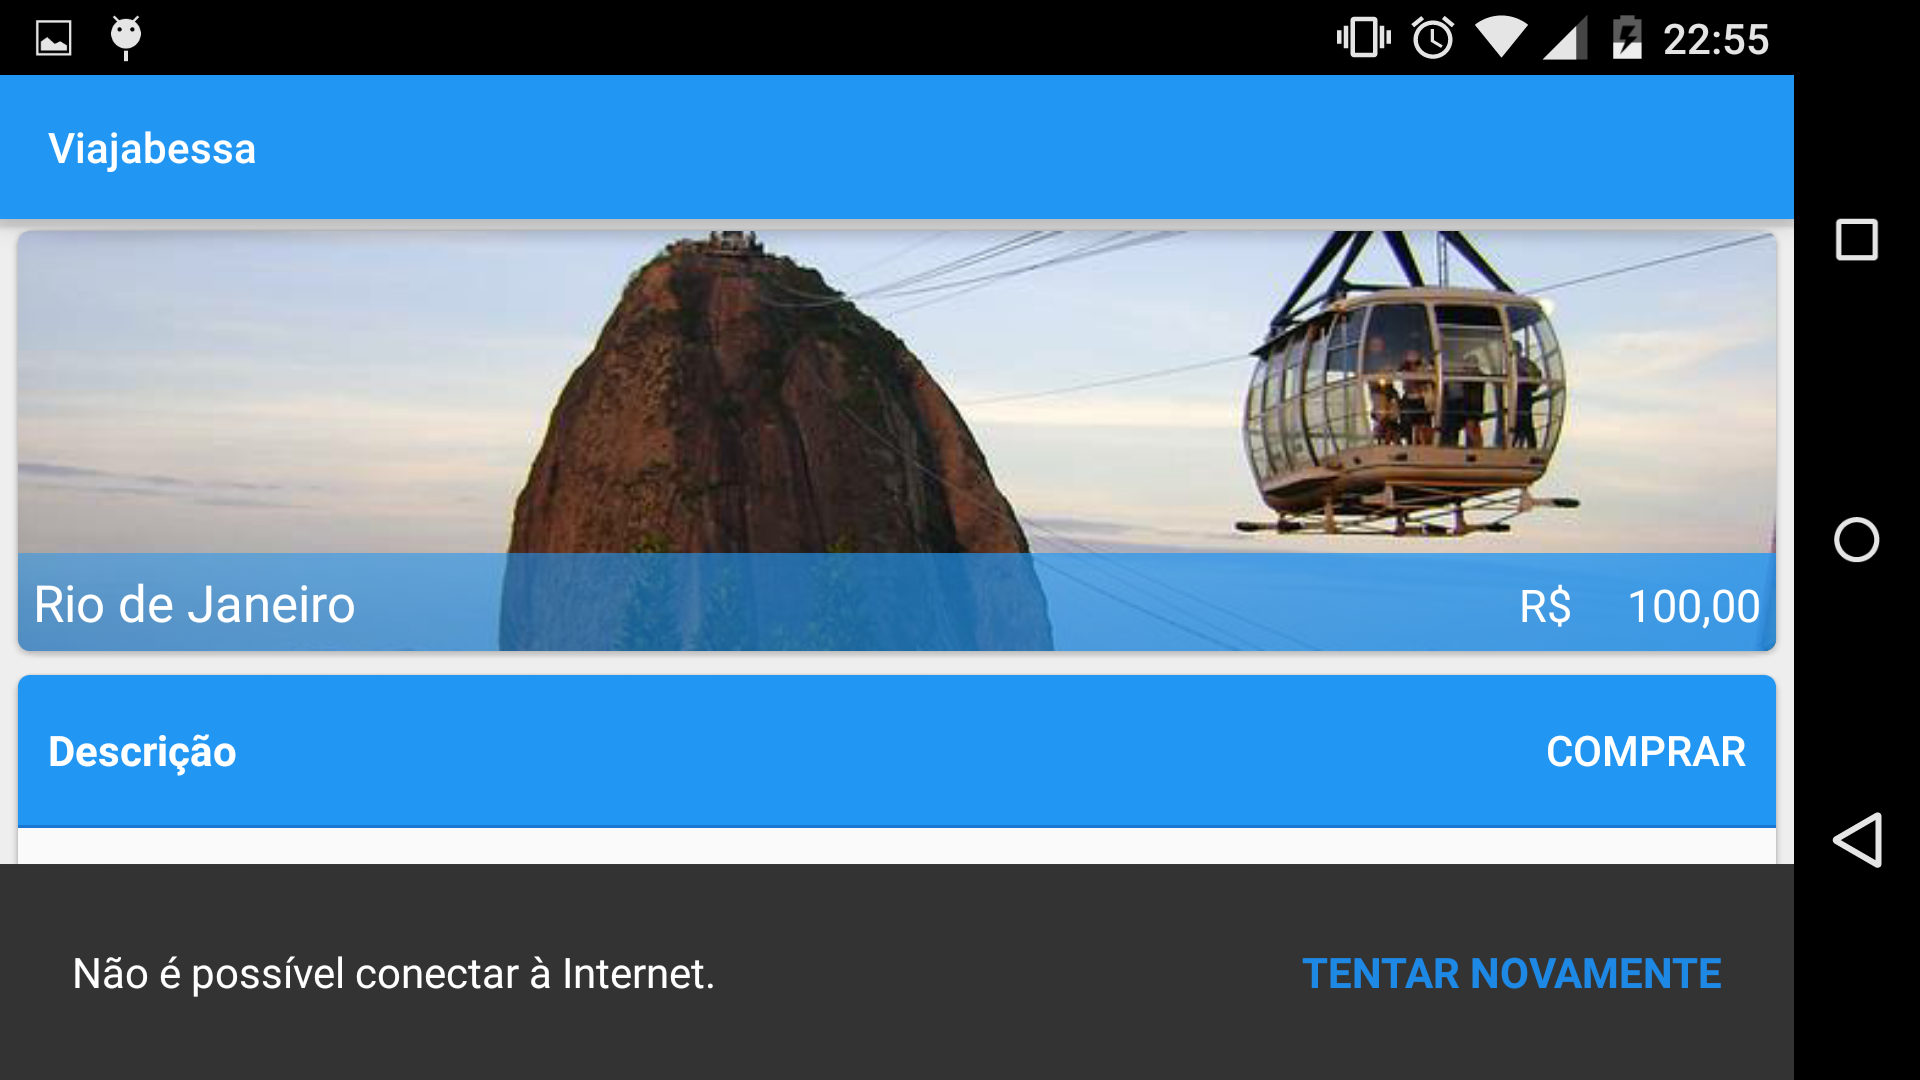 22:55
Viajabessa
Rio de Janeiro R$ 100,00
Descrição COMPRAR
Não é possível conectar à Internet. TENTAR NOVAMENTE